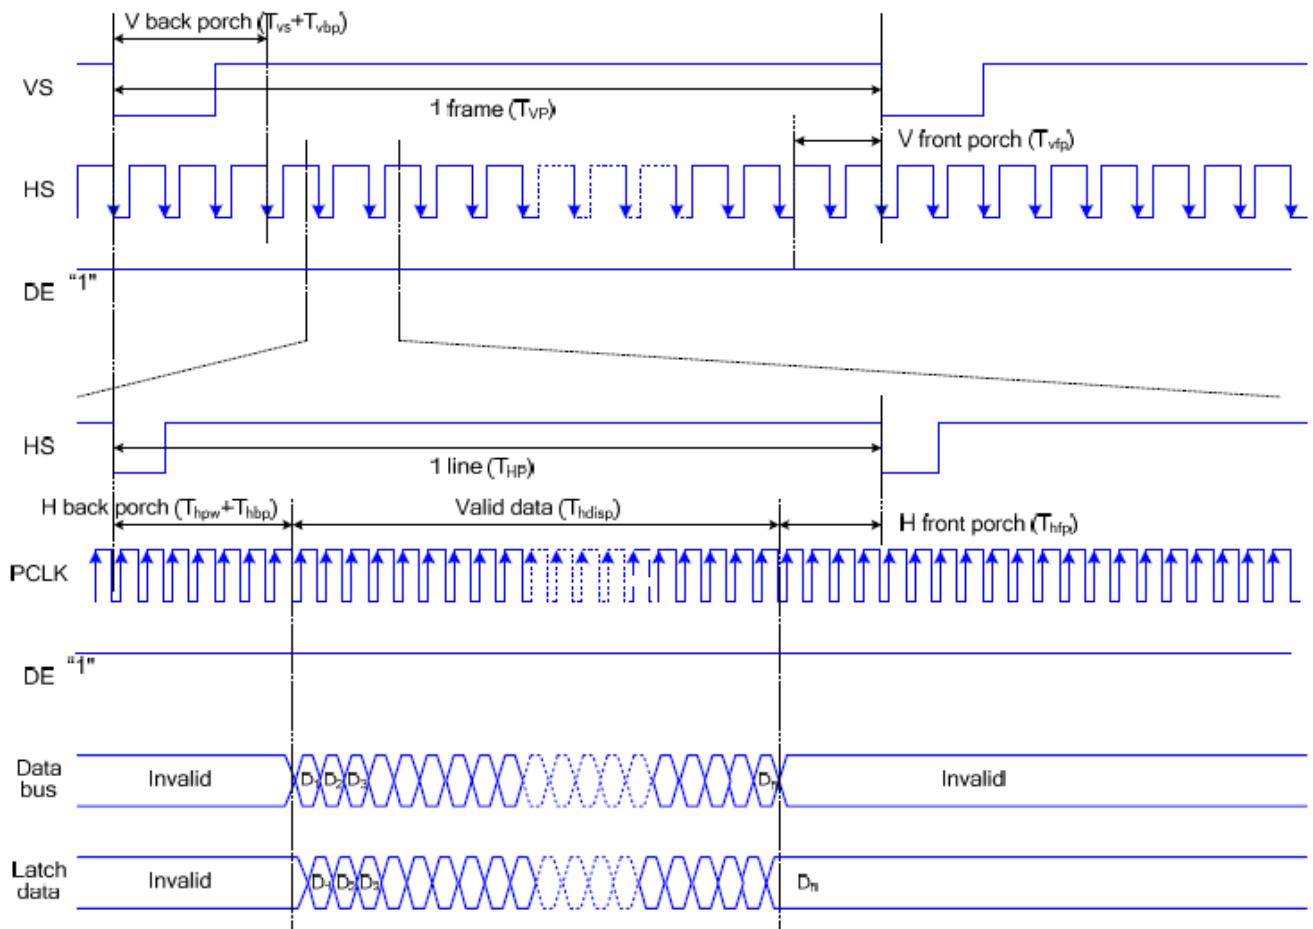 V back porch (Tvs+Tvbp)
VS
1 frame (TVP)
V front porch (Tvfp)
HS
DE "1"
HS
1 line (THP)
H back porch (Thpw+Thbp)
Valid data (Thdisp)
H front porch (Thfp)
PCLK
DE "1"
Data
bus
Invalid
D1 D2 D3
Dn
Invalid
Latch
data
Invalid
D1 D2 D3
Dn